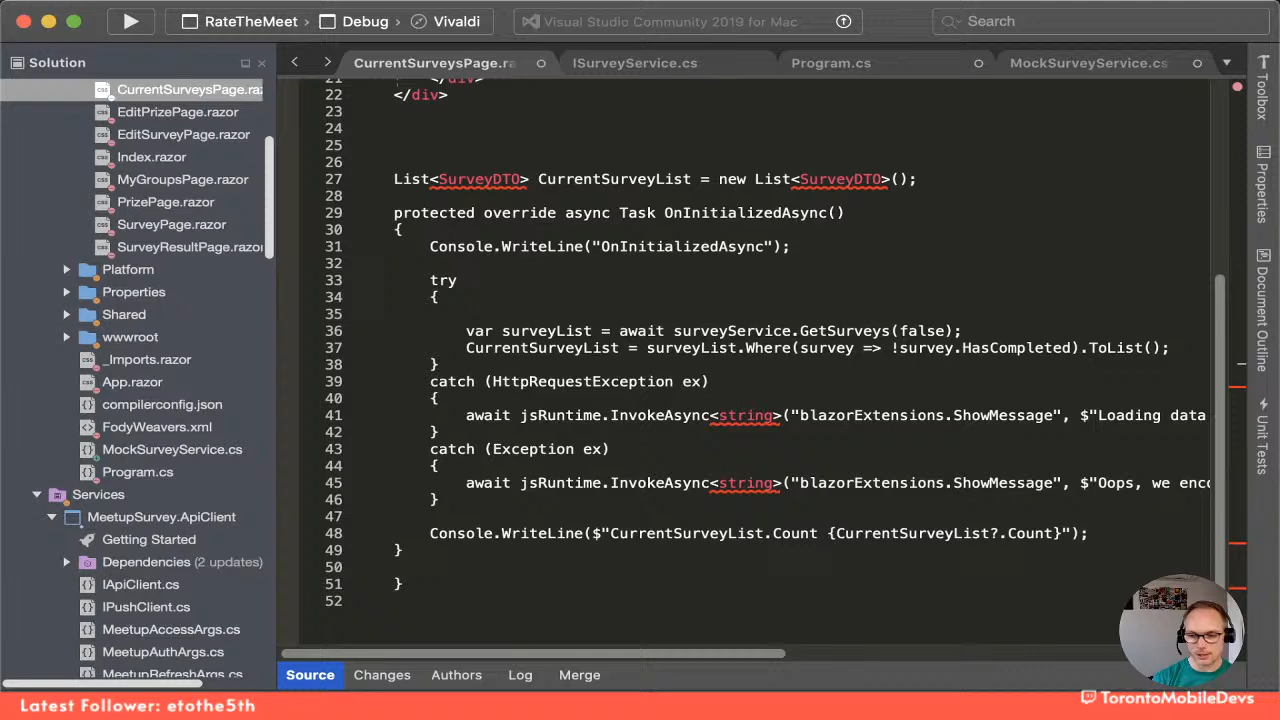 RateTheMeet > Debug > Vivaldi
Visual Studio Community 2019 for Mac
Search
Solution
CurrentSurveysPage.ra
ISurveyService.cs
Program.cs
MockSurveyService.cs
CurrentSurveysPage.raz
EditPrizePage.razor
EditSurveyPage.razor
Index.razor
MyGroupsPage.razor
PrizePage.razor
SurveyPage.razor
SurveyResultPage.razor
Platform
Properties
Shared
wwwroot
_Imports.razor
App.razor
compilerconfig.json
FodyWeavers.xml
MockSurveyService.cs
Program.cs
Services
MeetupSurvey.ApiClient
Getting Started
Dependencies (2 updates)
IApiClient.cs
IPushClient.cs
MeetupAccessArgs.cs
MeetupAuthArgs.cs
MeetupRefreshArgs.cs
21 </div>
22 </div>
23
24
25
26
27 List<SurveyDTO> CurrentSurveyList = new List<SurveyDTO>();
28
29 protected override async Task OnInitializedAsync()
30 {
31 Console.WriteLine("OnInitializedAsync");
32
33 try
34 {
35
36 var surveyList = await surveyService.GetSurveys(false);
37 CurrentSurveyList = surveyList.Where(survey => !survey.HasCompleted).ToList();
38 }
39 catch (HttpRequestException ex)
40 {
41 await jsRuntime.InvokeAsync<string>("blazorExtensions.ShowMessage", $"Loading data
42 }
43 catch (Exception ex)
44 {
45 await jsRuntime.InvokeAsync<string>("blazorExtensions.ShowMessage", $"Oops, we enco
46 }
47
48 Console.WriteLine($"CurrentSurveyList.Count {CurrentSurveyList?.Count}");
49 }
50
51 }
52
Toolbox
Properties
Document Outline
Unit Tests
Source
Changes
Authors
Log
Merge
Latest Follower: etothe5th
TorontoMobileDevs